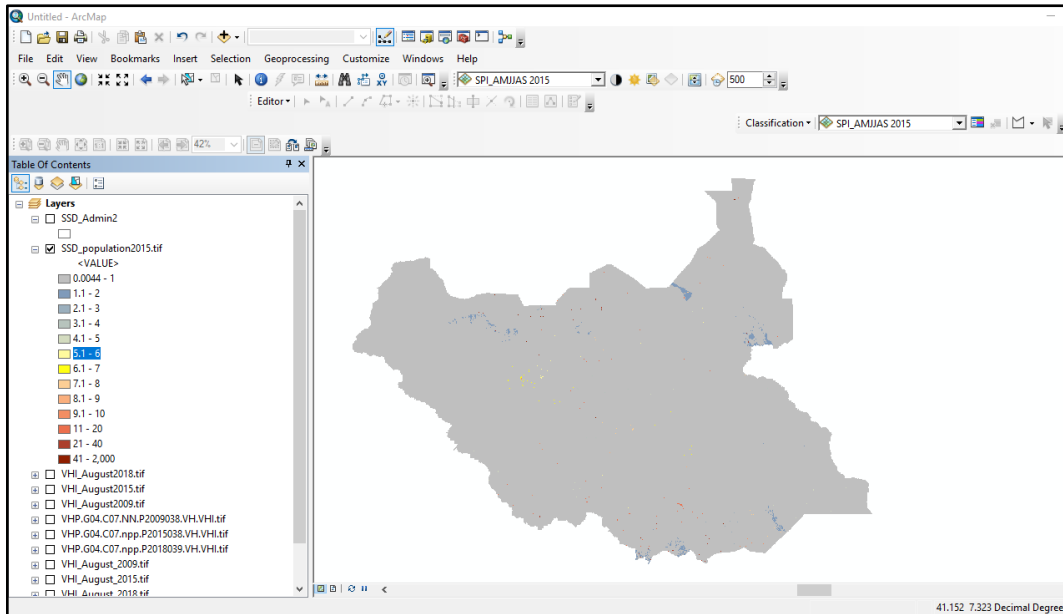 Untitled - ArcMap
File Edit View Bookmarks Insert Selection Geoprocessing Customize Windows Help
SPI_AMJJAS 2015 500
Editor
Classification SPI_AMJJAS 2015
42%
Table Of Contents
Layers
SSD_Admin2
SSD_population2015.tif
<VALUE>
0.0044 - 1
1.1 - 2
2.1 - 3
3.1 - 4
4.1 - 5
5.1 - 6
6.1 - 7
7.1 - 8
8.1 - 9
9.1 - 10
11 - 20
21 - 40
41 - 2,000
VHI_August2018.tif
VHI_August2015.tif
VHI_August2009.tif
VHP.G04.C07.NN.P2009038.VH.VHI.tif
VHP.G04.C07.npp.P2015038.VH.VHI.tif
VHP.G04.C07.npp.P2018039.VH.VHI.tif
VHI_August_2009.tif
VHI_August_2015.tif
VHI_August_2018.tif
41.152 7.323 Decimal Degree